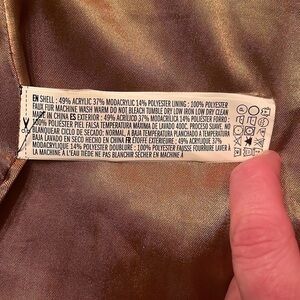 EN SHELL : 49% ACRYLIC 37% MODACRYLIC 14% POLYESTER LINING : 100% POLYESTER
FAUX FUR MACHINE WASH WARM DO NOT BLEACH TUMBLE DRY LOW IRON LOW DRY CLEAN
MADE IN CHINA ES EXTERIOR : 49% ACRÍLICO 37% MODACRÍLICA 14% POLIÉSTER FORRO :
100% POLIÉSTER PIEL FALSA TEMPERATURA MÁXIMA DE LAVADO 40OC. PROCESO SUAVE, NO
BLANQUEAR CICLO DE SECADO: NORMAL, A BAJA TEMPERATURA PLANCHADO A TEMPERATURA
BAJA LAVADO EN SECO HECHO EN CHINA FR ÉTOFFE EXTÉRIEURE : 49% ACRYLIQUE 37%
MODACRYLIQUE 14% POLYESTER DOUBLURE : 100% POLYESTER FAUSSE FOURRURE LAVER À
LA MACHINE À L'EAU TIÈDE NE PAS BLANCHIR SÉCHER EN MACHINE À